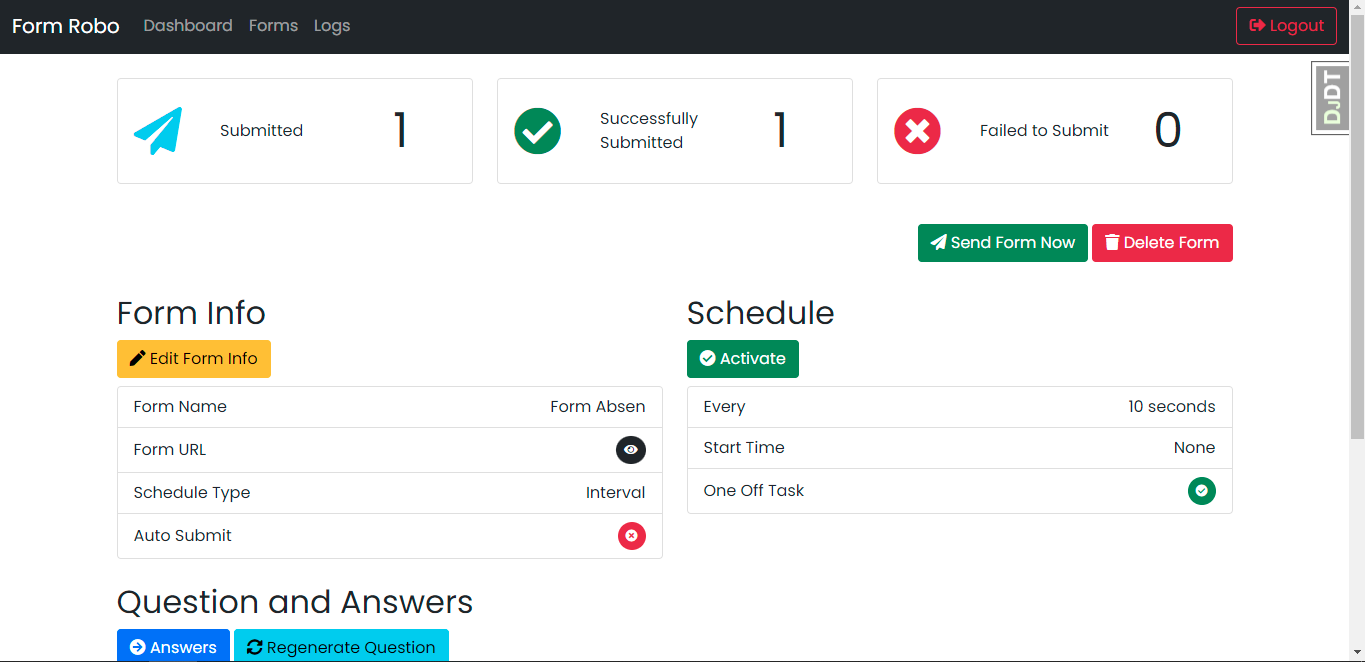 Form Robo Dashboard Forms Logs Logout
DJDT
Submitted 1
Successfully
Submitted 1
Failed to Submit 0
Send Form Now Delete Form
Form Info
Edit Form Info
Form Name Form Absen
Form URL
Schedule Type Interval
Auto Submit
Schedule
Activate
Every 10 seconds
Start Time None
One Off Task
Question and Answers
Answers Regenerate Question